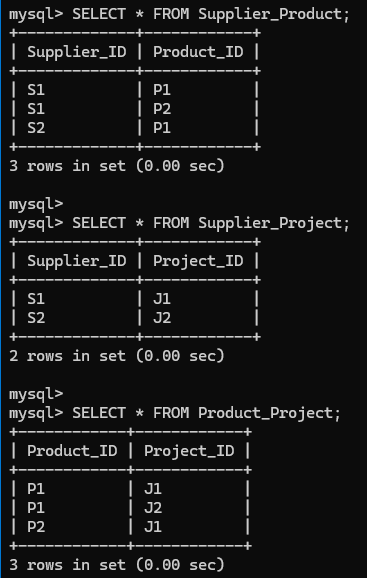 mysql> SELECT * FROM Supplier_Product;
+-------------+------------+
| Supplier_ID | Product_ID |
+-------------+------------+
| S1          | P1         |
| S1          | P2         |
| S2          | P1         |
+-------------+------------+
3 rows in set (0.00 sec)

mysql>
mysql> SELECT * FROM Supplier_Project;
+-------------+------------+
| Supplier_ID | Project_ID |
+-------------+------------+
| S1          | J1         |
| S2          | J2         |
+-------------+------------+
2 rows in set (0.00 sec)

mysql>
mysql> SELECT * FROM Product_Project;
+------------+------------+
| Product_ID | Project_ID |
+------------+------------+
| P1         | J1         |
| P1         | J2         |
| P2         | J1         |
+------------+------------+
3 rows in set (0.00 sec)